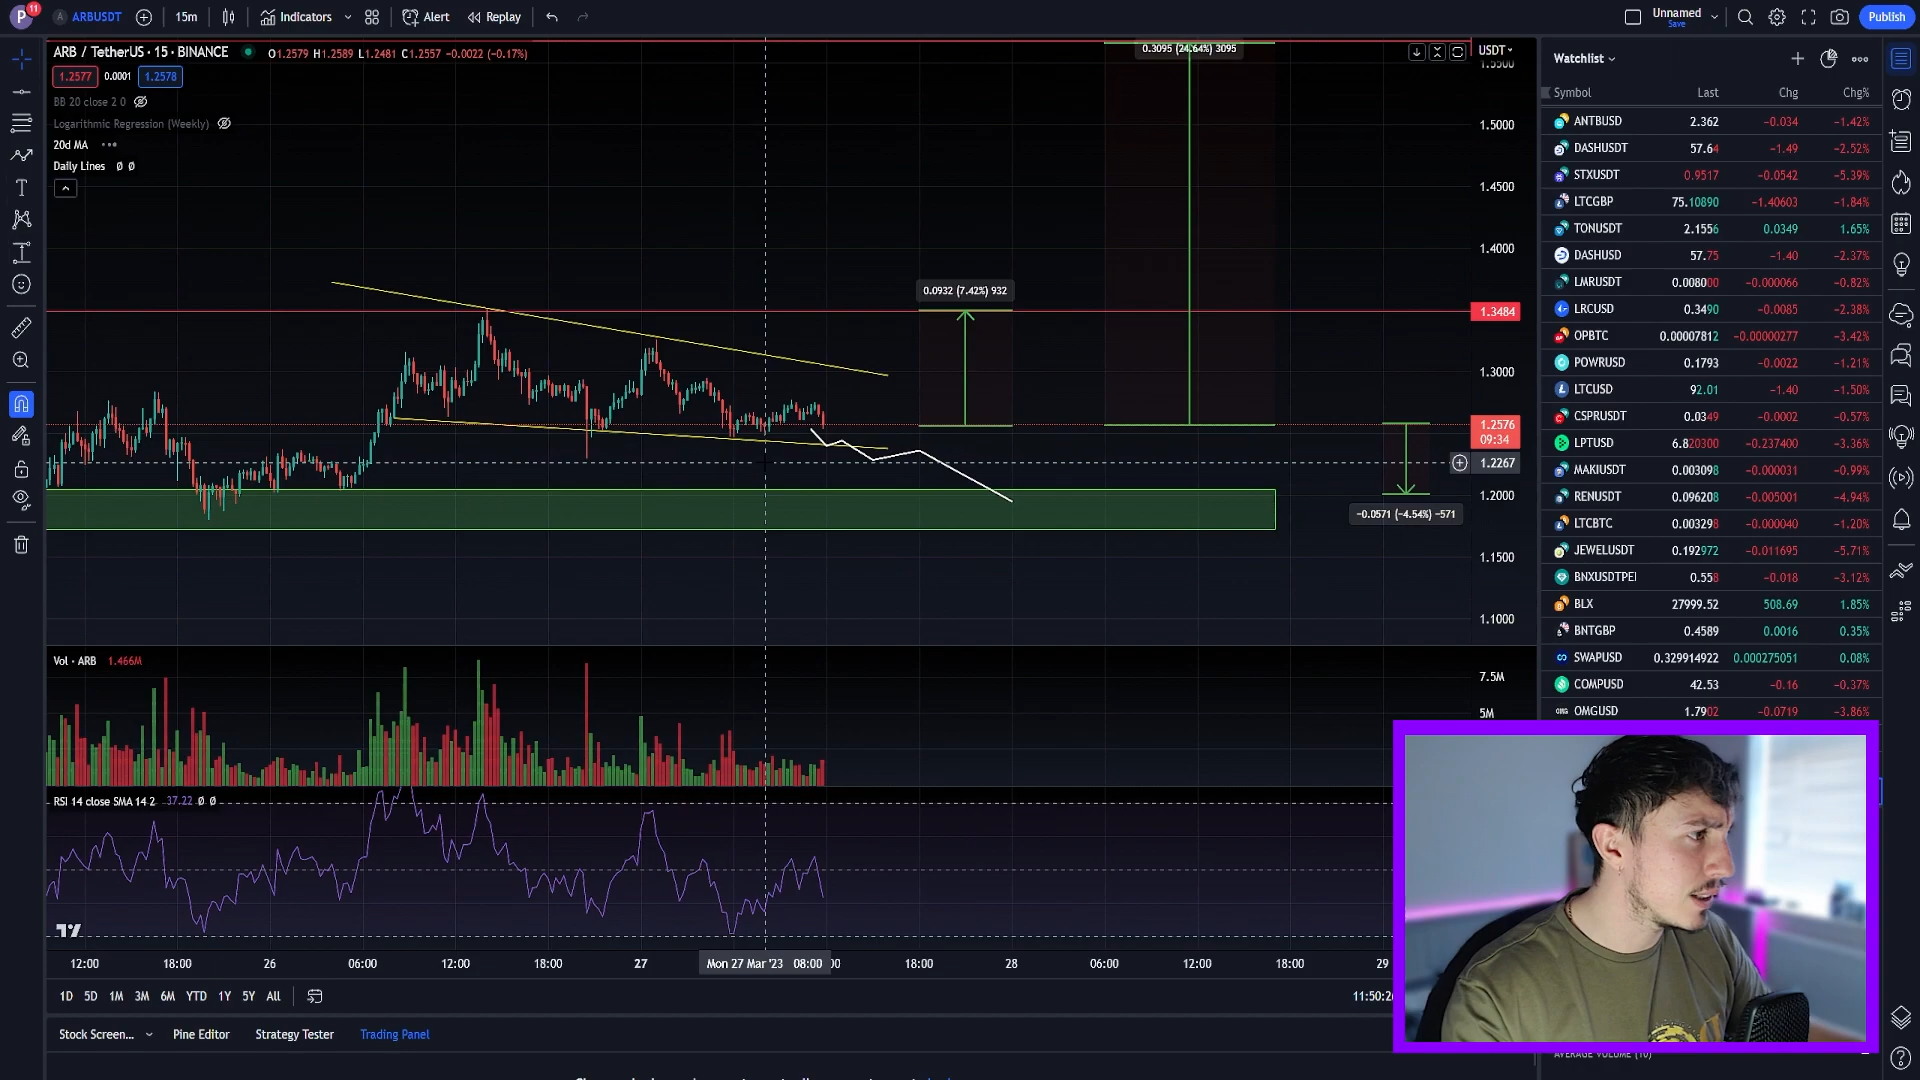 P
11
A ARBUSDT
15m
Indicators
Alert
Replay
Unnamed
Save
Publish
ARB / TetherUS · 15 · BINANCE
O1.2579 H1.2589 L1.2481 C1.2557 −0.0022 (−0.17%)
1.2577 0.0001 1.2578
BB 20 close 2 0
Logarithmic Regression (Weekly)
20d MA
Daily Lines Ø Ø
0.3095 (24.64%) 3095
0.0932 (7.42%) 932
−0.0571 (−4.54%) −571
USDT
1.5500
1.5000
1.4500
1.4000
1.3484
1.3000
1.2576
09:34
1.2267
1.2000
1.1500
1.1000
Vol · ARB 1.466M
7.5M
5M
RSI 14 close SMA 14 2 37.22 Ø Ø
12:00 18:00 26 06:00 12:00 18:00 27 Mon 27 Mar '23 08:00 18:00 28 06:00 12:00 18:00 29
1D 5D 1M 3M 6M YTD 1Y 5Y All
Stock Screen... Pine Editor Strategy Tester Trading Panel
Watchlist
Symbol Last Chg Chg%
ANTBUSD 2.362 −0.034 −1.42%
DASHUSDT 57.64 −1.49 −2.52%
STXUSDT 0.9517 −0.0542 −5.39%
LTCGBP 75.10890 −1.40603 −1.84%
TONUSDT 2.1556 0.0349 1.65%
DASHUSD 57.75 −1.40 −2.37%
LMRUSDT 0.008000 −0.000066 −0.82%
LRCUSD 0.3490 −0.0085 −2.38%
OPBTC 0.00007812 −0.00000277 −3.42%
POWRUSD 0.1793 −0.0022 −1.21%
LTCUSD 92.01 −1.40 −1.50%
CSPRUSDT 0.0349 −0.0002 −0.57%
LPTUSD 6.820300 −0.237400 −3.36%
MAKIUSDT 0.003098 −0.000031 −0.99%
RENUSDT 0.096208 −0.005001 −4.94%
LTCBTC 0.003298 −0.000040 −1.20%
JEWELUSDT 0.192972 −0.011695 −5.71%
BNXUSDTPEI 0.558 −0.018 −3.12%
BLX 27999.52 508.69 1.85%
BNTGBP 0.4589 0.0016 0.35%
SWAPUSD 0.329914922 0.000275051 0.08%
COMPUSD 42.53 −0.16 −0.37%
OMGUSD 1.7902 −0.0719 −3.86%
AVERAGE VOLUME (10)